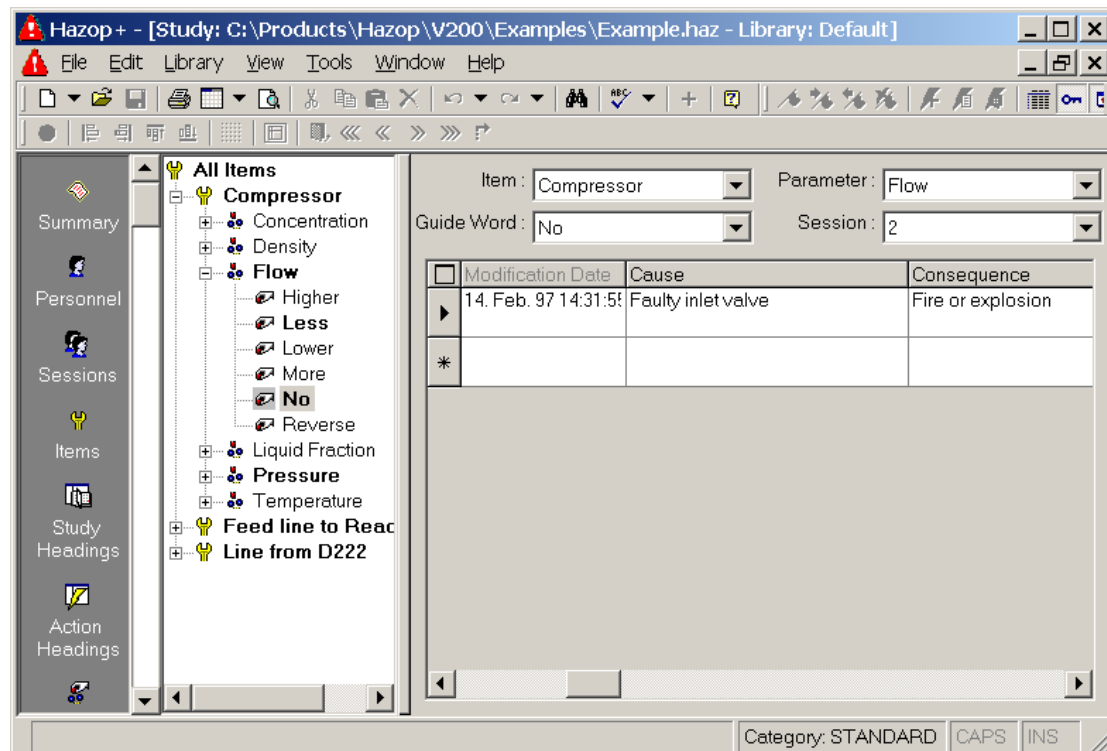 Hazop+ - [Study: C:\Products\Hazop\V200\Examples\Example.haz - Library: Default]
File Edit Library View Tools Window Help
Summary
Personnel
Sessions
Items
Study
Headings
Action
Headings
All Items
Compressor
Concentration
Density
Flow
Higher
Less
Lower
More
No
Reverse
Liquid Fraction
Pressure
Temperature
Feed line to Reac
Line from D222
Item : Compressor Parameter : Flow
Guide Word : No Session : 2
Modification Date Cause Consequence
14. Feb. 97 14:31:55 Faulty inlet valve Fire or explosion
Category: STANDARD CAPS INS